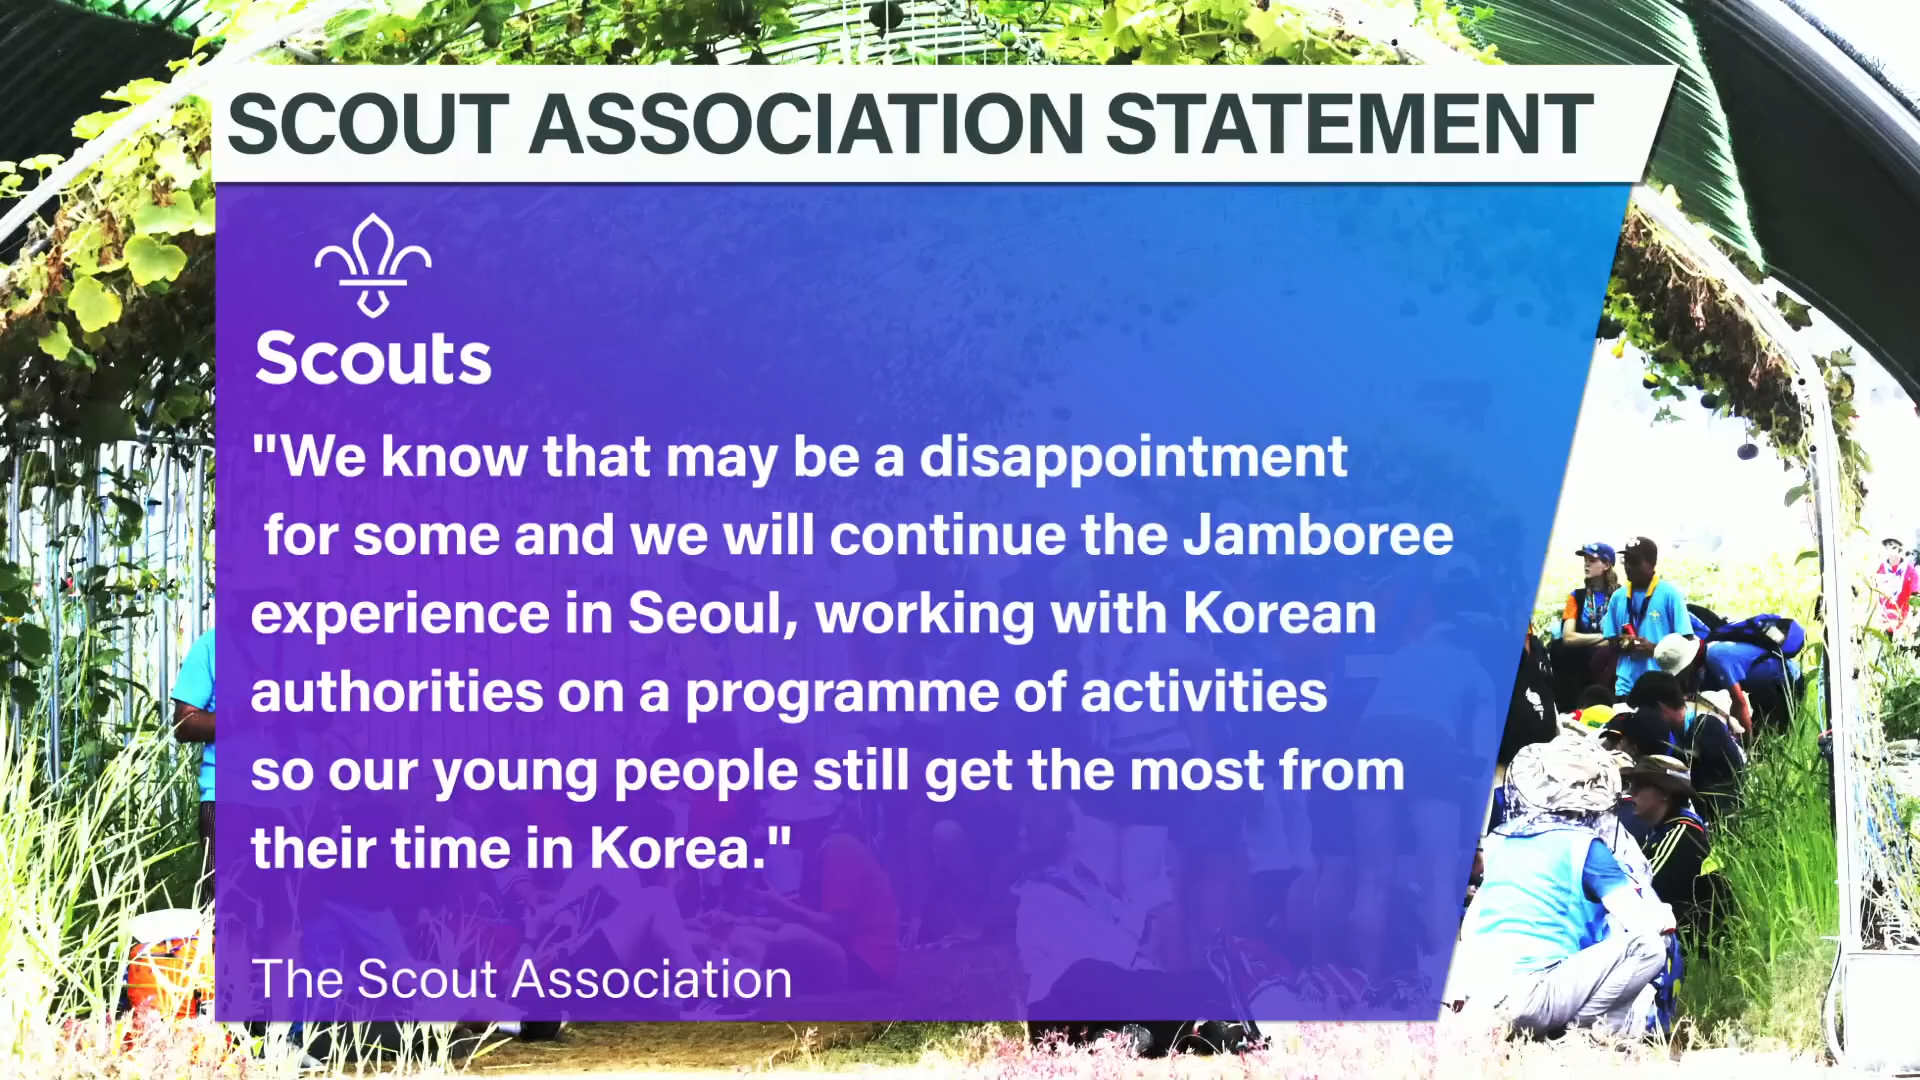 SCOUT ASSOCIATION STATEMENT
Scouts
"We know that may be a disappointment
for some and we will continue the Jamboree
experience in Seoul, working with Korean
authorities on a programme of activities
so our young people still get the most from
their time in Korea."
The Scout Association